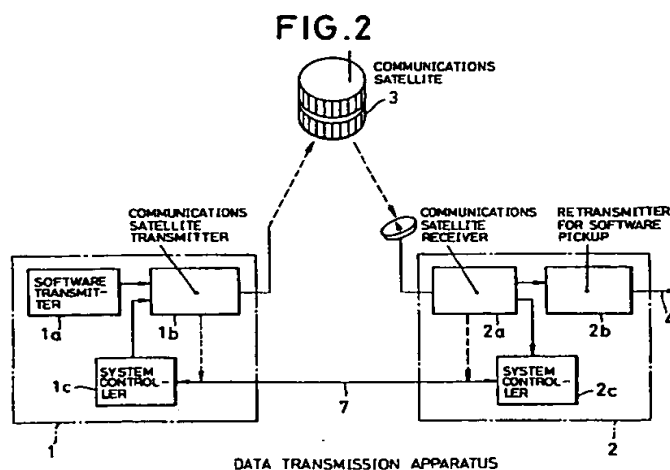 FIG.2
COMMUNICATIONS
SATELLITE
3
COMMUNICATIONS
SATELLITE
TRANSMITTER
COMMUNICATIONS
SATELLITE
RECEIVER
RETRANSMITTER
FOR SOFTWARE
PICKUP
SOFTWARE
TRANSMIT-
TER
1a
1b
2a
2b
4
1c
SYSTEM
CONTROL-
LER
7
SYSTEM
CONTROL-
LER
2c
1
2
DATA TRANSMISSION APPARATUS